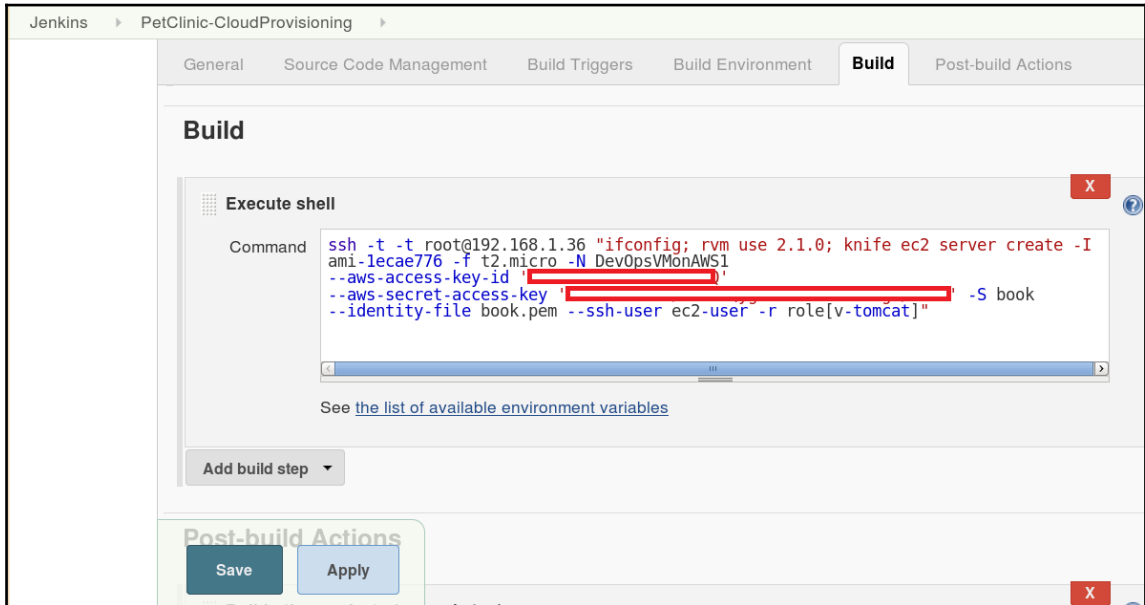 Jenkins PetClinic-CloudProvisioning
General Source Code Management Build Triggers Build Environment Build Post-build Actions
Build
X
Execute shell
Command
ssh -t -t root@192.168.1.36 "ifconfig; rvm use 2.1.0; knife ec2 server create -I
ami-1ecae776 -f t2.micro -N DevOpsVMonAWS1
--aws-access-key-id ' '
--aws-secret-access-key ' ' -S book
--identity-file book.pem --ssh-user ec2-user -r role[v-tomcat]"
See the list of available environment variables
Add build step
Post-build Actions
Save Apply
X